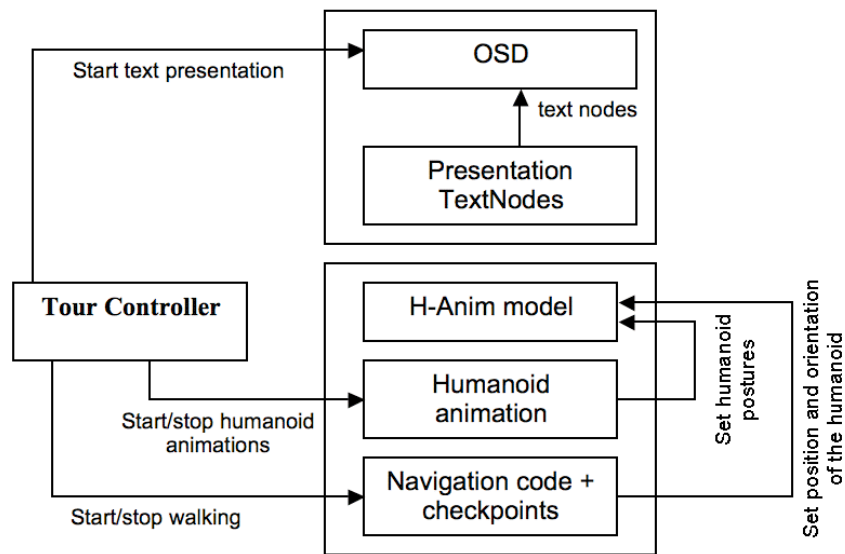 OSD
Start text presentation
text nodes
Presentation
TextNodes
Tour Controller
H-Anim model
Humanoid
animation
Start/stop humanoid
animations
Set humanoid
postures
Set position and orientation
of the humanoid
Navigation code +
checkpoints
Start/stop walking